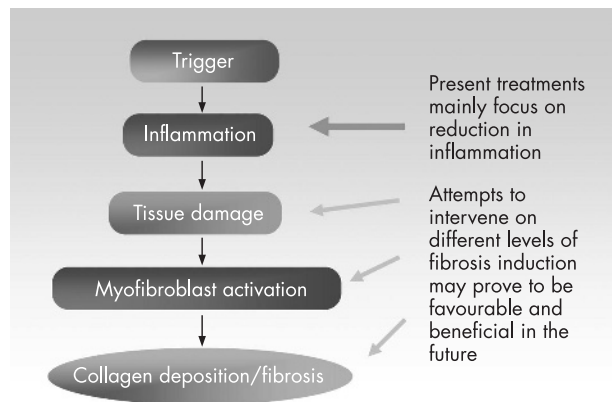 Trigger
Inflammation
Present treatments
mainly focus on
reduction in
inflammation
Tissue damage
Attempts to
intervene on
different levels of
fibrosis induction
may prove to be
favourable and
beneficial in the
future
Myofibroblast activation
Collagen deposition/fibrosis